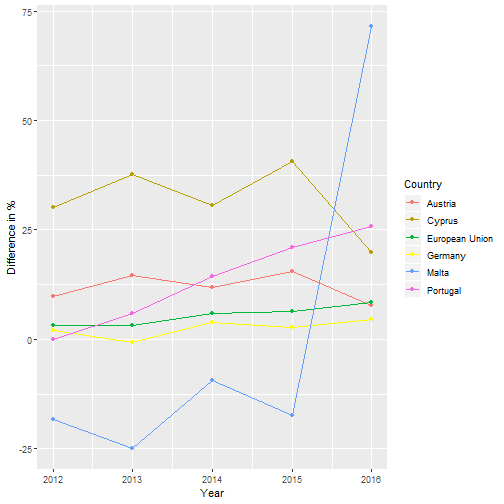 75
50
25
0
-25
Difference in %
2012 2013 2014 2015 2016
Year
Country
Austria
Cyprus
European Union
Germany
Malta
Portugal